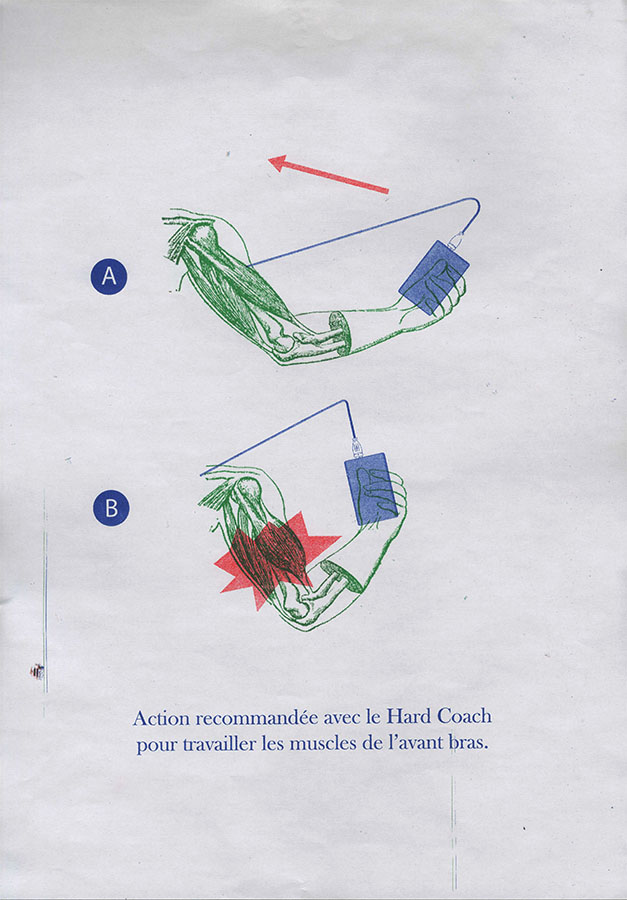 A
B
Action recommandée avec le Hard Coach
pour travailler les muscles de l'avant bras.